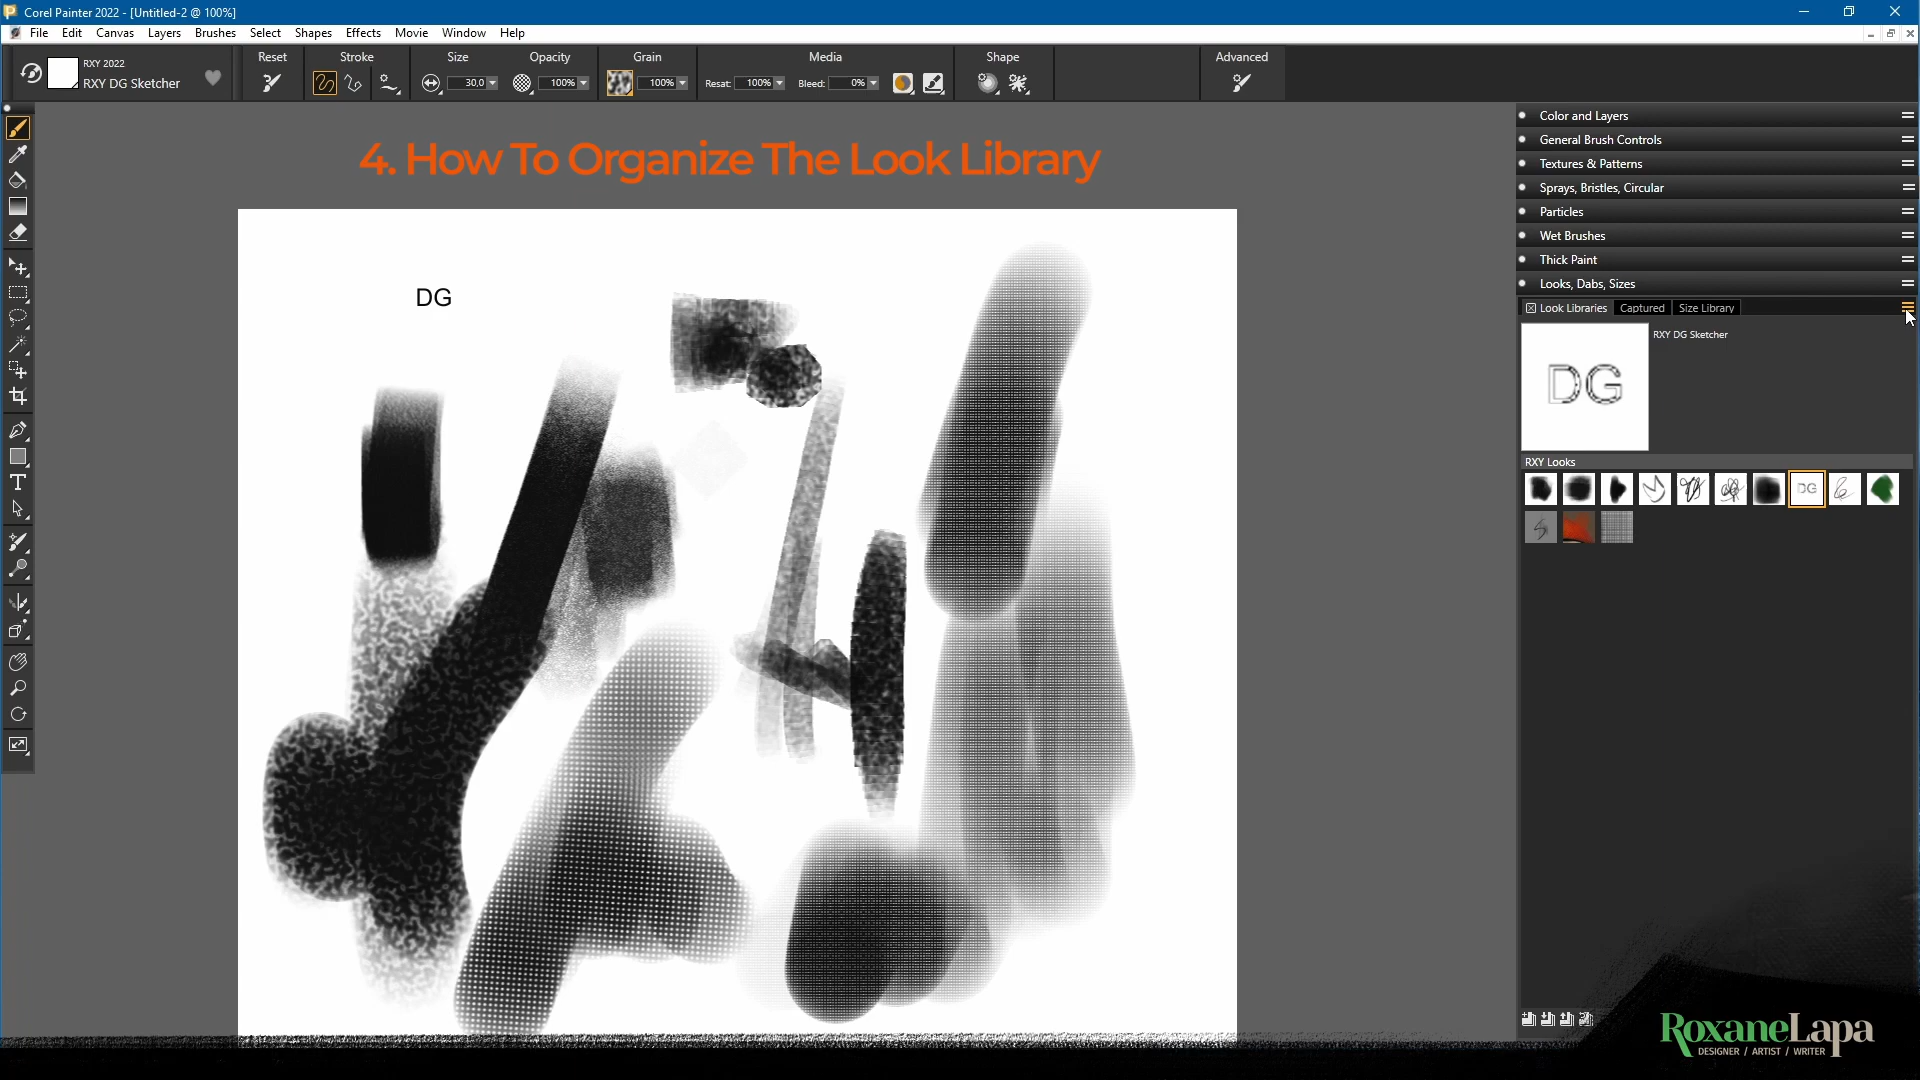 Corel Painter 2022 - [Untitled-2 @ 100%]
File Edit Canvas Layers Brushes Select Shapes Effects Movie Window Help
RXY 2022
RXY DG Sketcher
Reset Stroke Size Opacity Grain Media Shape Advanced
30,0 100% 100% Resat: 100% Bleed: 0%
4. How To Organize The Look Library
DG
Color and Layers
General Brush Controls
Textures & Patterns
Sprays, Bristles, Circular
Particles
Wet Brushes
Thick Paint
Looks, Dabs, Sizes
Look Libraries Captured Size Library
RXY DG Sketcher
DG
RXY Looks
DG
RoxaneLapa
DESIGNER / ARTIST / WRITER